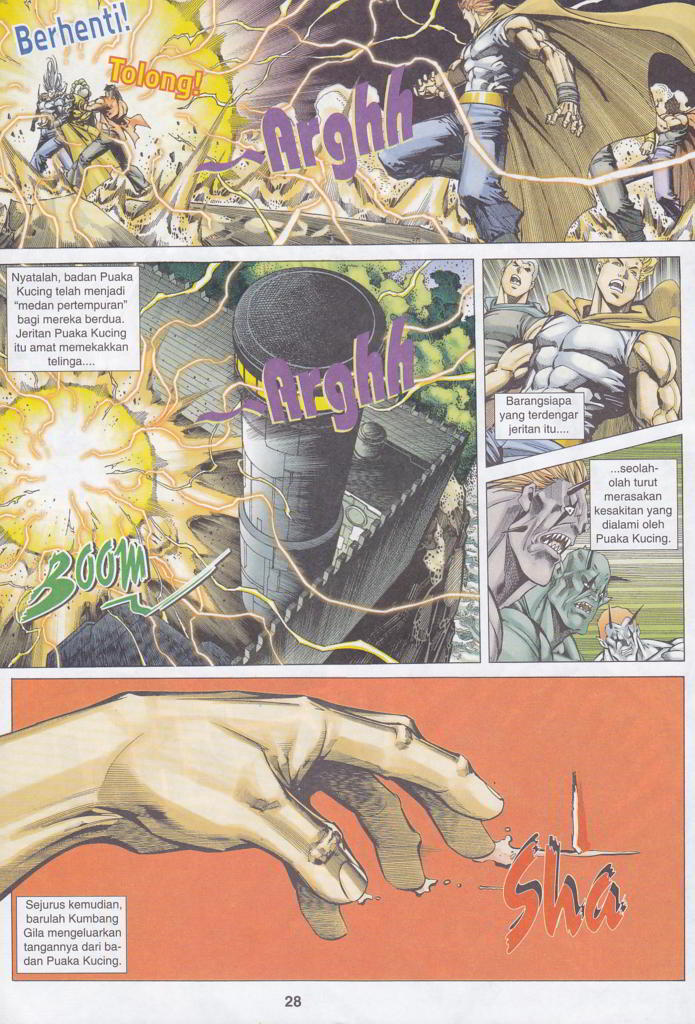 Berhenti!
Tolong!
Arghh
Nyatalah, badan Puaka
Kucing telah menjadi
“medan pertempuran”
bagi mereka berdua.
Jeritan Puaka Kucing
itu amat memekakkan
telinga....
Arghh
BOOM
Barangsiapa
yang terdengar
jeritan itu....
...seolah-
olah turut
merasakan
kesakitan yang
dialami oleh
Puaka Kucing.
Sha
Sejurus kemudian,
barulah Kumbang
Gila mengeluarkan
tangannya dari ba-
dan Puaka Kucing.
28